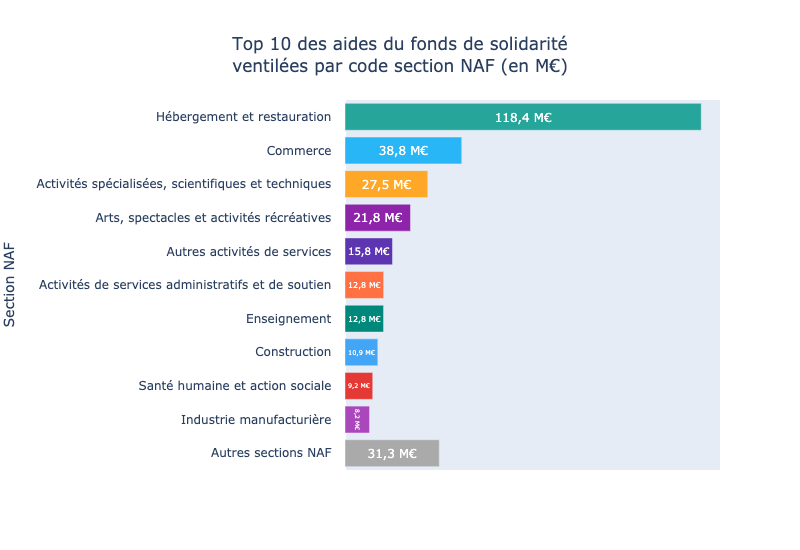 Top 10 des aides du fonds de solidarité
ventilées par code section NAF (en M€)
Section NAF
Hébergement et restauration 118,4 M€
Commerce 38,8 M€
Activités spécialisées, scientifiques et techniques 27,5 M€
Arts, spectacles et activités récréatives 21,8 M€
Autres activités de services 15,8 M€
Activités de services administratifs et de soutien 12,8 M€
Enseignement 12,8 M€
Construction 10,9 M€
Santé humaine et action sociale 9,2 M€
Industrie manufacturière 8,2 M€
Autres sections NAF 31,3 M€